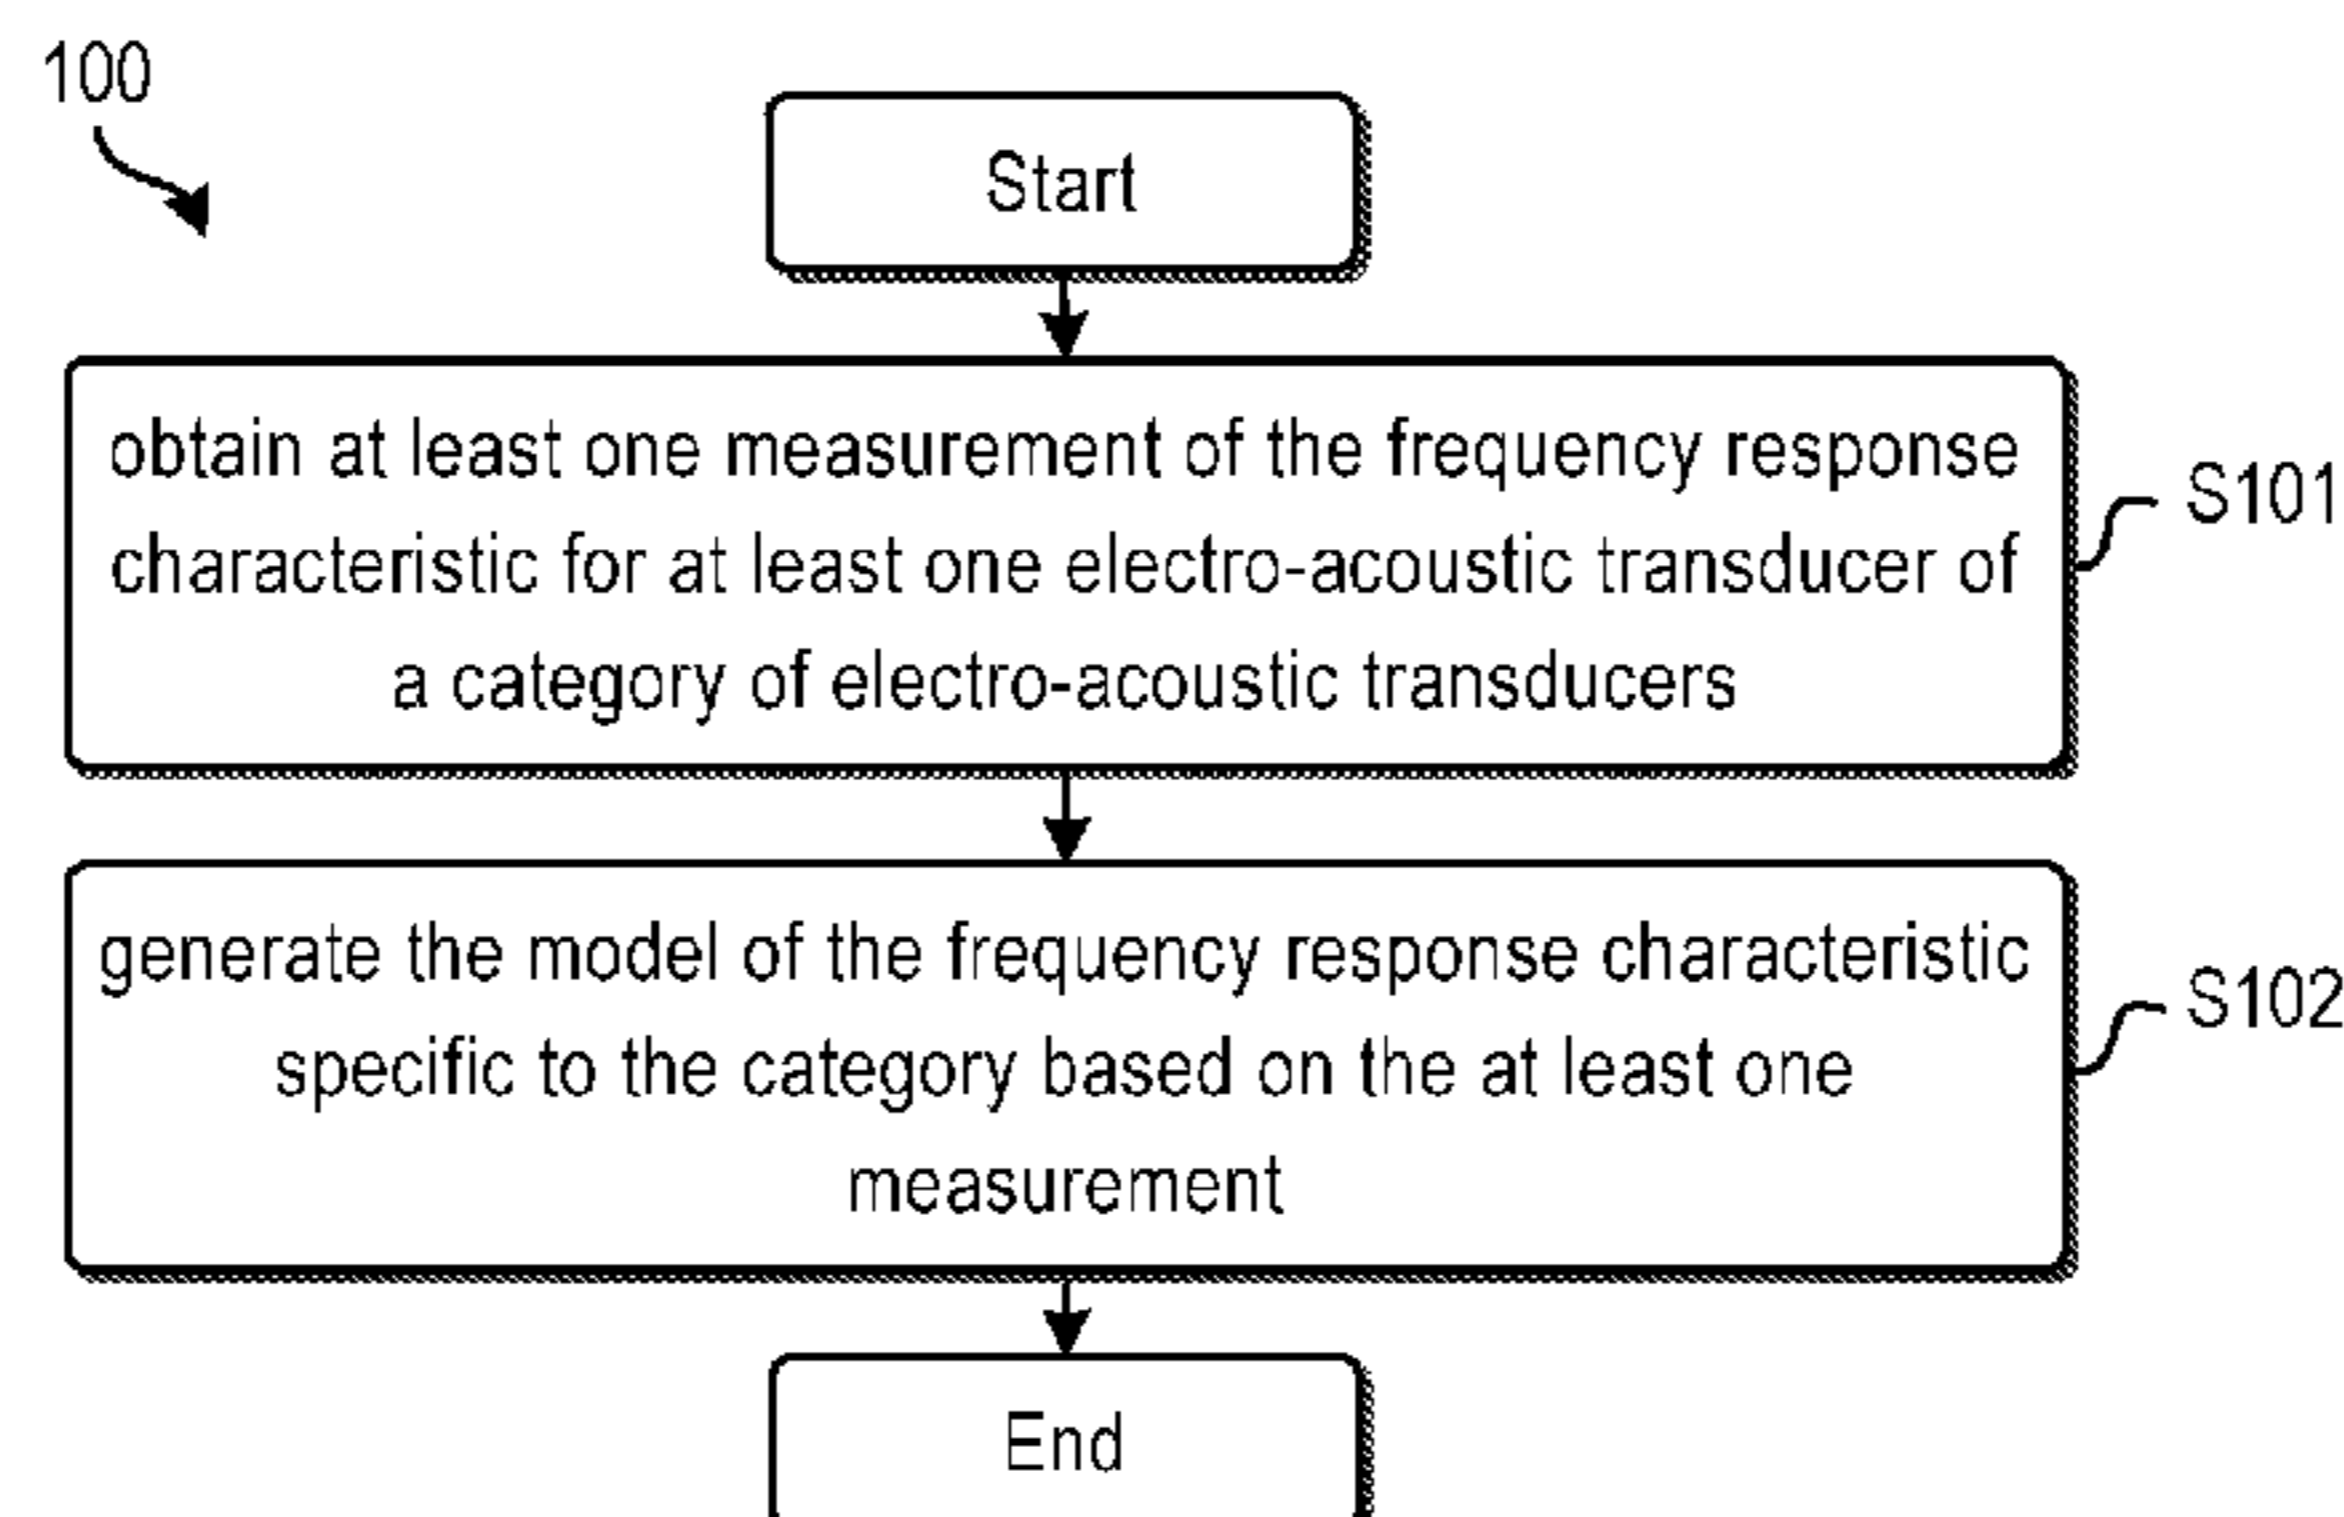 100
Start
obtain at least one measurement of the frequency response
characteristic for at least one electro-acoustic transducer of
a category of electro-acoustic transducers
S101
generate the model of the frequency response characteristic
specific to the category based on the at least one
measurement
S102
End